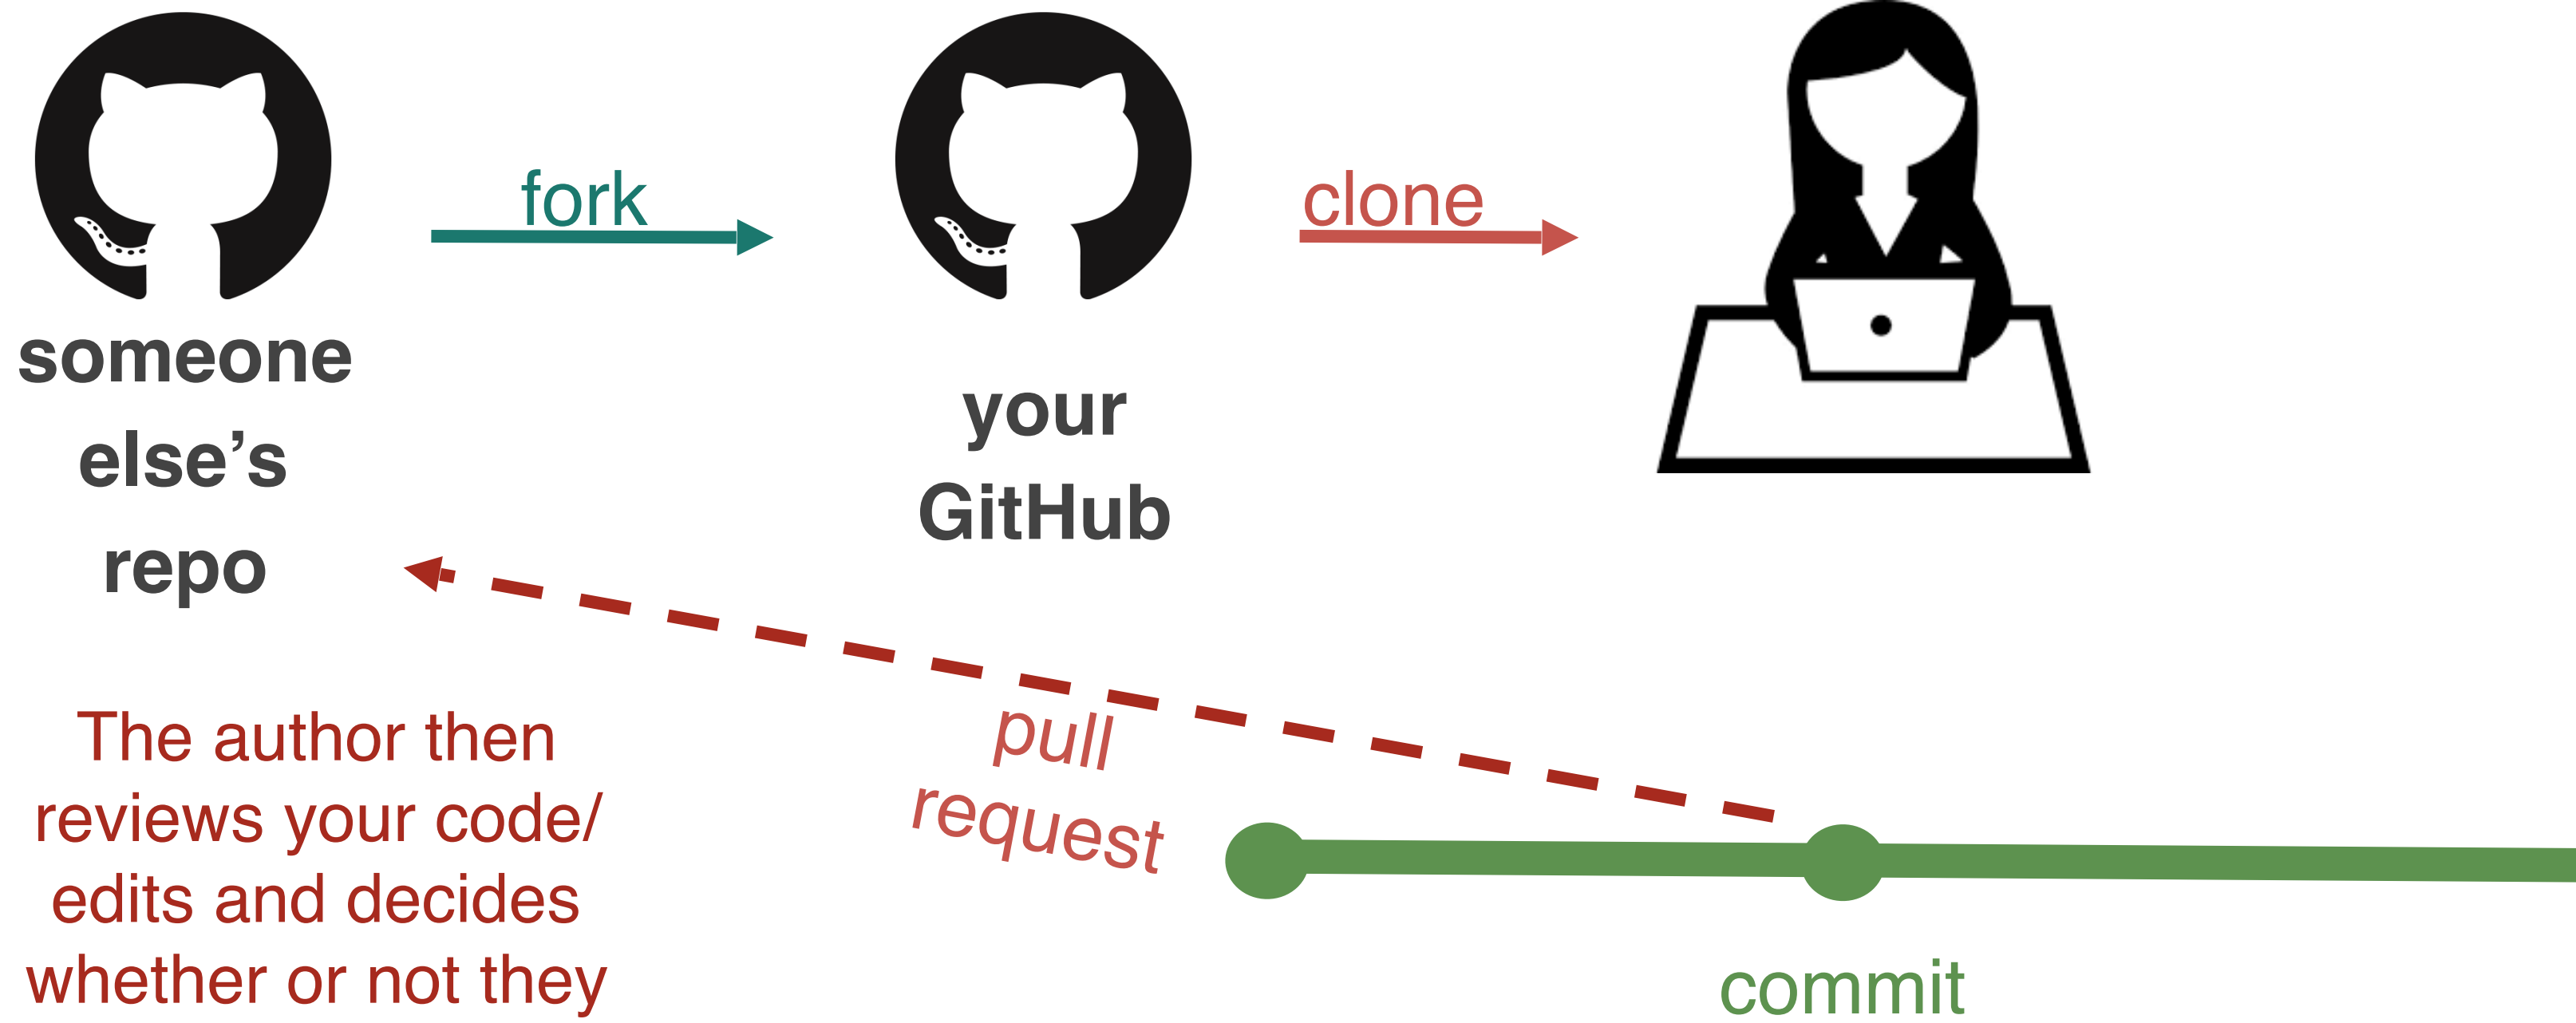 fork
clone
someone
else’s
repo
your
GitHub
pull
request
The author then
reviews your code/
edits and decides
whether or not they
commit